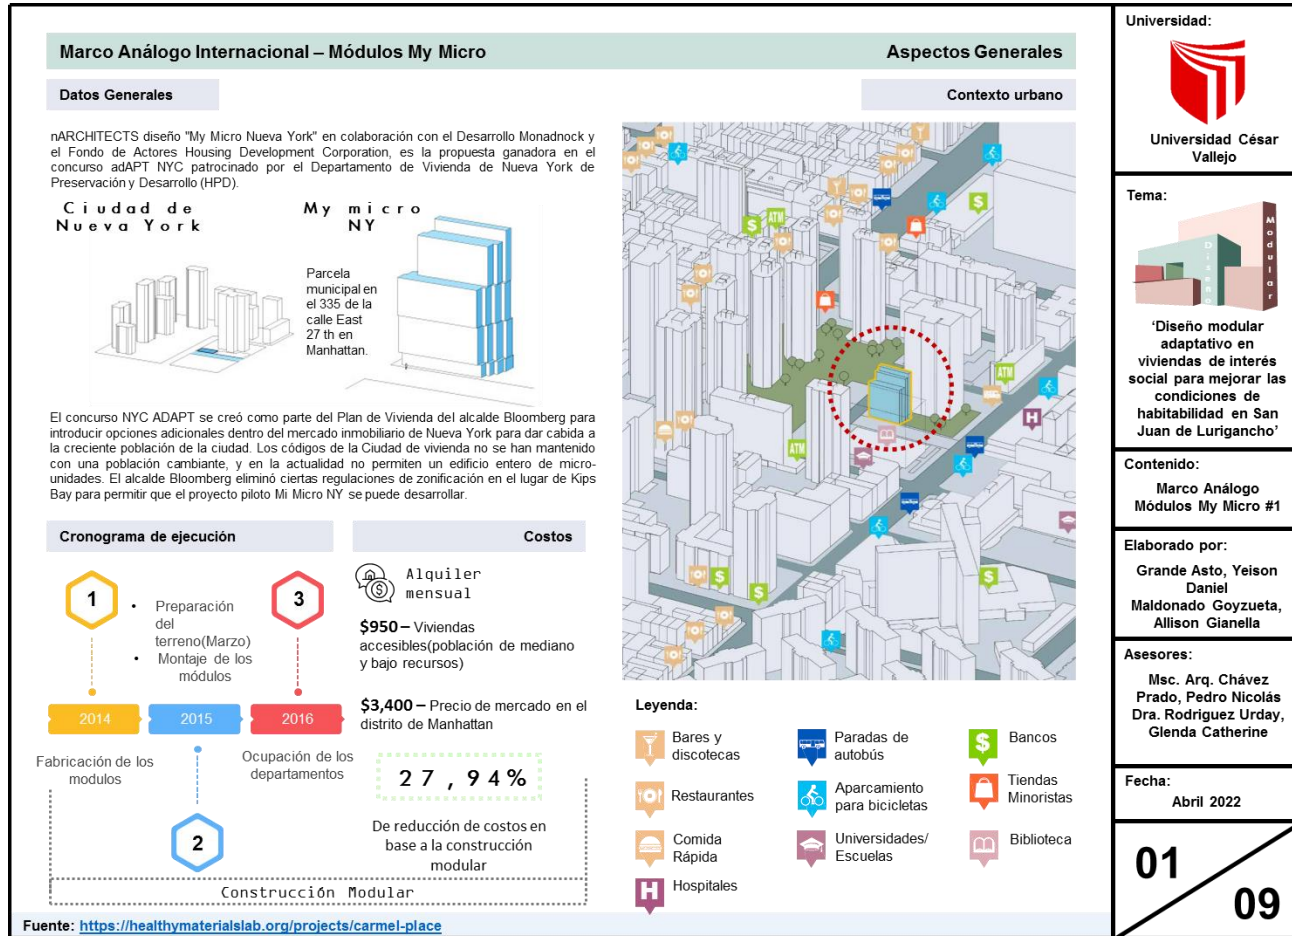 Marco Análogo Internacional – Módulos My Micro
Aspectos Generales
Datos Generales
Contexto urbano
nARCHITECTS diseño "My Micro Nueva York" en colaboración con el Desarrollo Monadnock y
el Fondo de Actores Housing Development Corporation, es la propuesta ganadora en el
concurso adAPT NYC patrocinado por el Departamento de Vivienda de Nueva York de
Preservación y Desarrollo (HPD).
Ciudad de
Nueva York
My micro
NY
Parcela
municipal en
el 335 de la
calle East
27 th en
Manhattan.
El concurso NYC ADAPT se creó como parte del Plan de Vivienda del alcalde Bloomberg para
introducir opciones adicionales dentro del mercado inmobiliario de Nueva York para dar cabida a
la creciente población de la ciudad. Los códigos de la Ciudad de vivienda no se han mantenido
con una población cambiante, y en la actualidad no permiten un edificio entero de micro-
unidades. El alcalde Bloomberg eliminó ciertas regulaciones de zonificación en el lugar de Kips
Bay para permitir que el proyecto piloto Mi Micro NY se puede desarrollar.
Cronograma de ejecución
Costos
1
• Preparación
del
terreno(Marzo)
• Montaje de los
módulos
3
2014
2015
2016
Fabricación de los
modulos
Ocupación de los
departamentos
2
Construcción Modular
Alquiler
mensual
$950 – Viviendas
accesibles(población de mediano
y bajo recursos)
$3,400 – Precio de mercado en el
distrito de Manhattan
27,94%
De reducción de costos en
base a la construcción
modular
ATM
$
$
ATM
H
ATM
$
$
$
Leyenda:
Bares y
discotecas
Restaurantes
Comida
Rápida
H
Hospitales
Paradas de
autobús
Aparcamiento
para bicicletas
Universidades/
Escuelas
$
Bancos
Tiendas
Minoristas
Biblioteca
Fuente: https://healthymaterialslab.org/projects/carmel-place
Universidad:
Universidad César
Vallejo
Tema:
Diseño
Modular
‘Diseño modular
adaptativo en
viviendas de interés
social para mejorar las
condiciones de
habitabilidad en San
Juan de Lurigancho’
Contenido:
Marco Análogo
Módulos My Micro #1
Elaborado por:
Grande Asto, Yeison
Daniel
Maldonado Goyzueta,
Allison Gianella
Asesores:
Msc. Arq. Chávez
Prado, Pedro Nicolás
Dra. Rodriguez Urday,
Glenda Catherine
Fecha:
Abril 2022
01
09